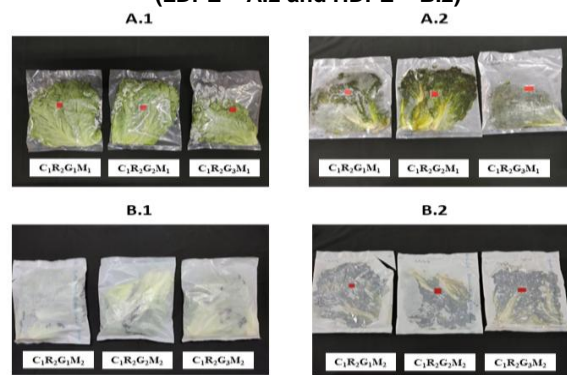 (LDPE – A.2 and HDPE – B.2)
A.1
A.2
C₁R₂G₁M₁ C₁R₂G₂M₁ C₁R₂G₃M₁
C₁R₂G₁M₁ C₁R₂G₂M₁ C₁R₂G₃M₁
B.1
B.2
C₁R₂G₁M₂ C₁R₂G₂M₂ C₁R₂G₃M₂
C₁R₂G₁M₂ C₁R₂G₂M₂ C₁R₂G₃M₂